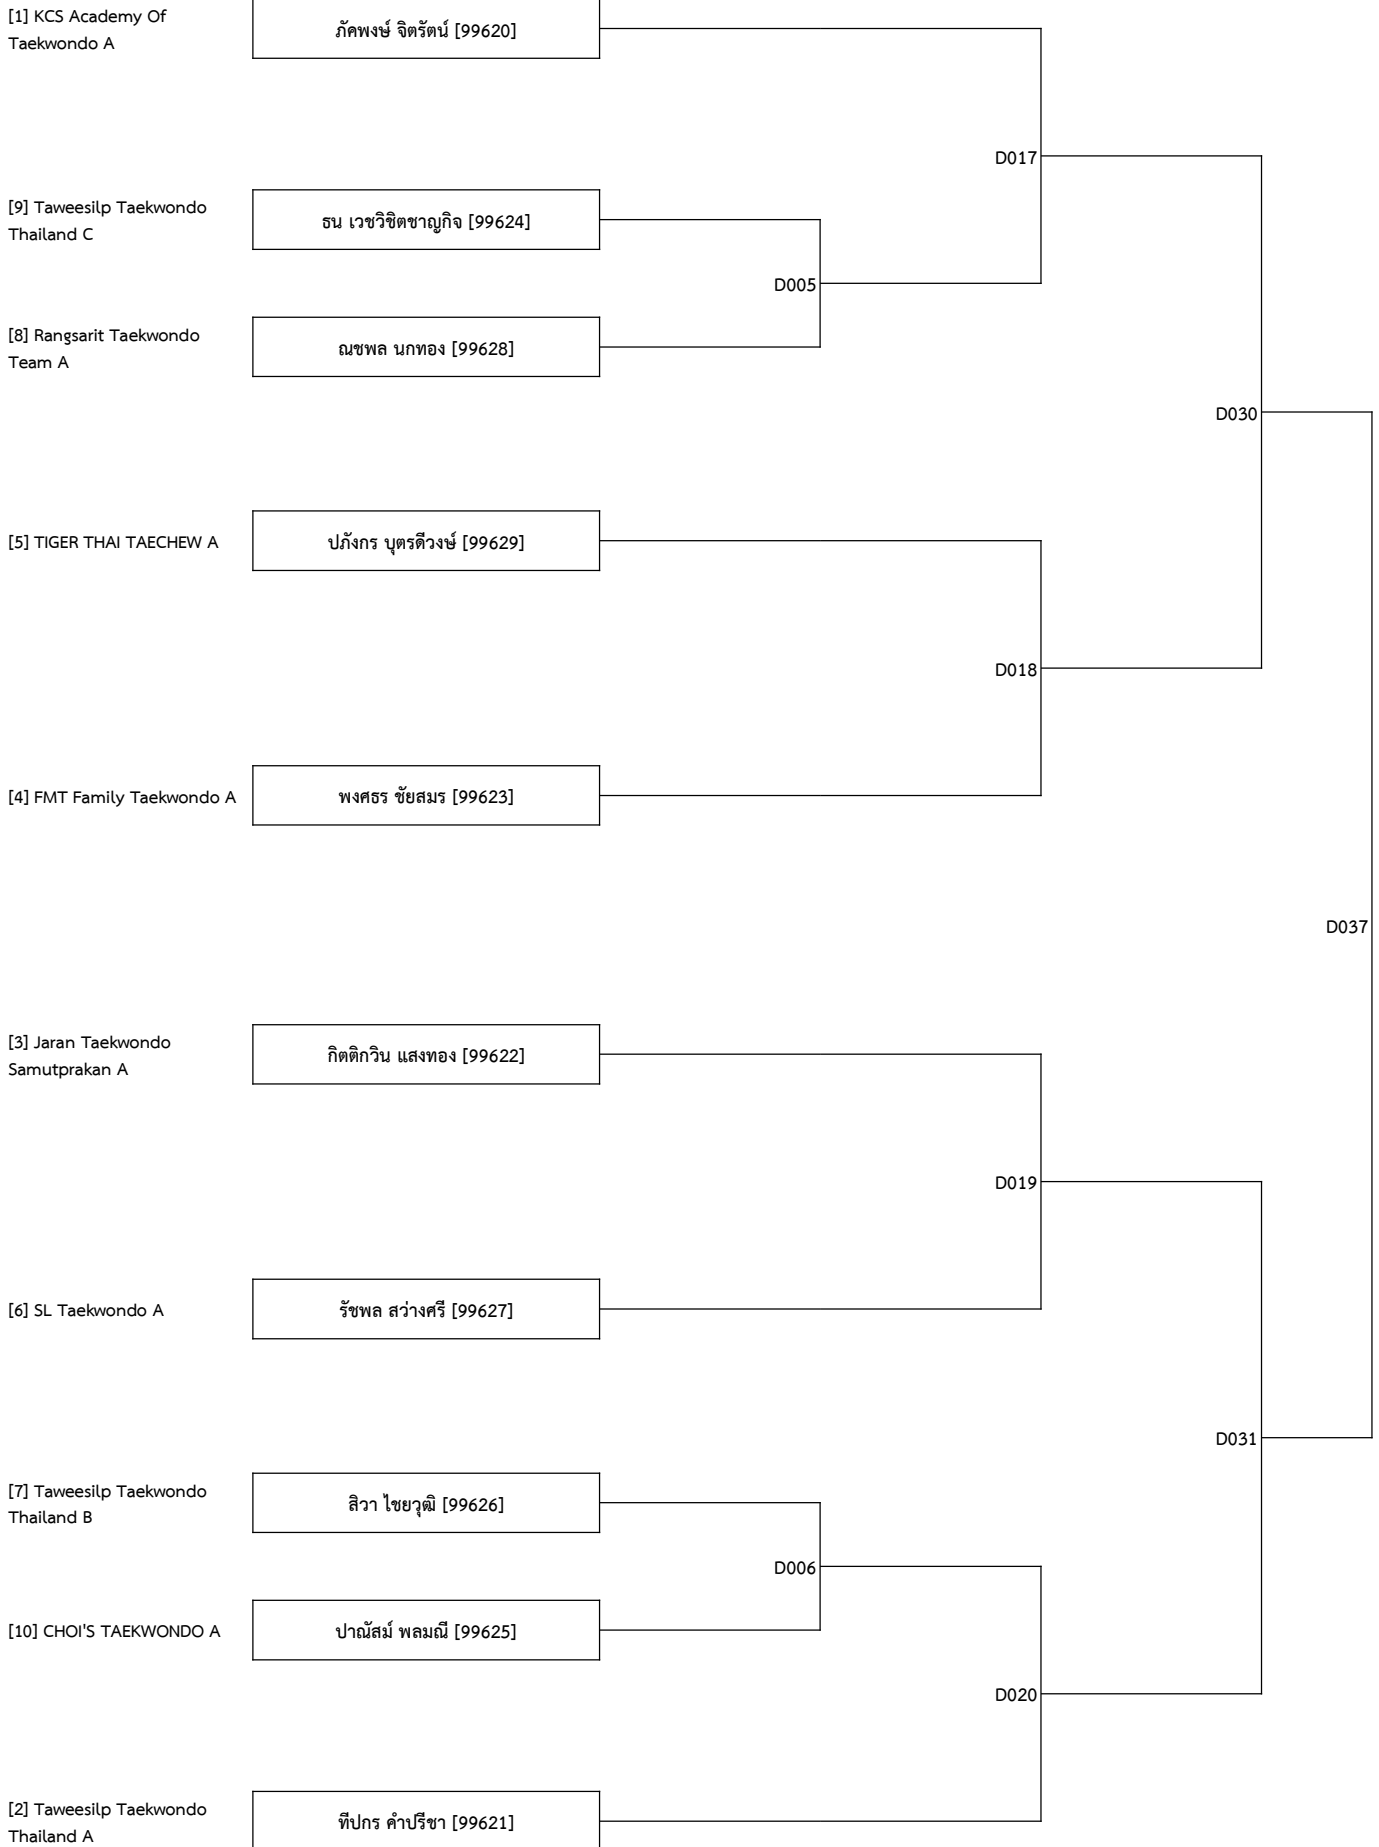 [1] KCS Academy Of
Taekwondo A
ภัคพงษ์ จิตรัตน์ [99620]
D017
[9] Taweesilp Taekwondo
Thailand C
ธน เวชวิชิตชาญกิจ [99624]
D005
[8] Rangsarit Taekwondo
Team A
ณชพล นกทอง [99628]
D030
[5] TIGER THAI TAECHEW A
ปภังกร บุตรดีวงษ์ [99629]
D018
[4] FMT Family Taekwondo A
พงศธร ชัยสมร [99623]
D037
[3] Jaran Taekwondo
Samutprakan A
กิตติกวิน แสงทอง [99622]
D019
[6] SL Taekwondo A
รัชพล สว่างศรี [99627]
D031
[7] Taweesilp Taekwondo
Thailand B
สิวา ไชยวุฒิ [99626]
D006
[10] CHOI'S TAEKWONDO A
ปาณัสม์ พลมณี [99625]
D020
[2] Taweesilp Taekwondo
Thailand A
ทีปกร คำปรีชา [99621]